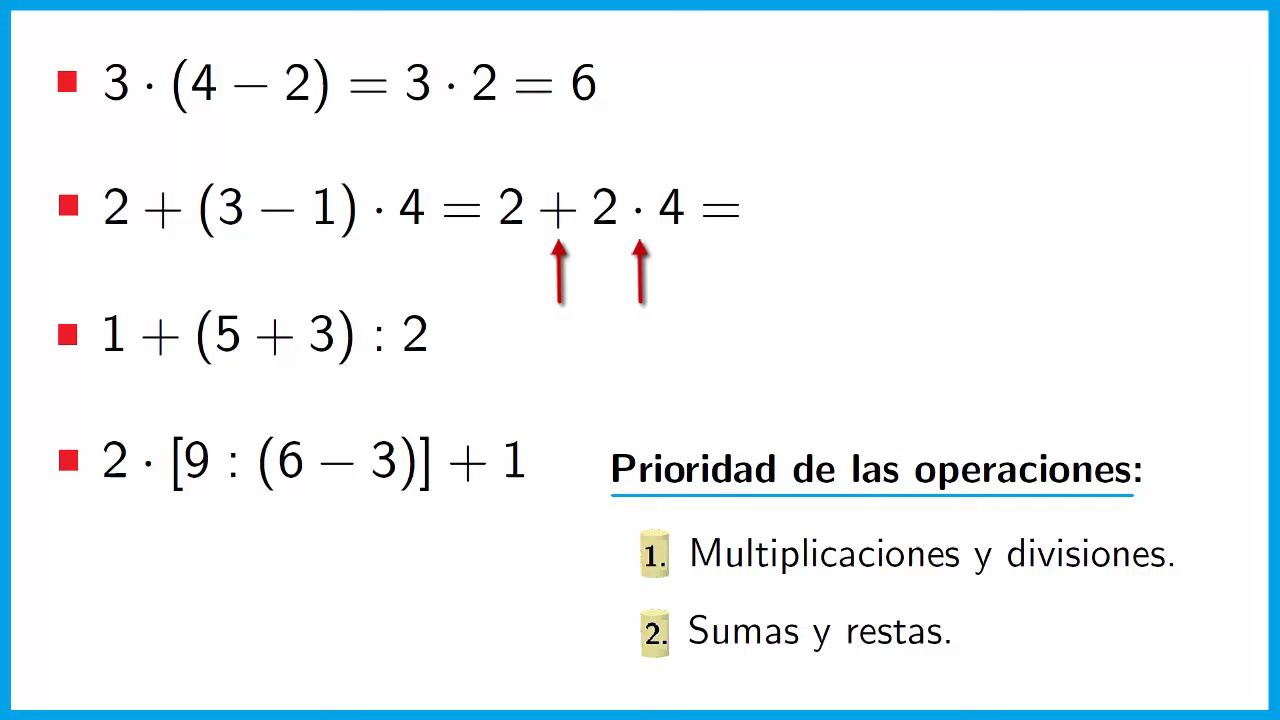 3 · (4 − 2) = 3 · 2 = 6
2 + (3 − 1) · 4 = 2 + 2 · 4 =
1 + (5 + 3) : 2
2 · [9 : (6 − 3)] + 1
Prioridad de las operaciones:
1. Multiplicaciones y divisiones.
2. Sumas y restas.